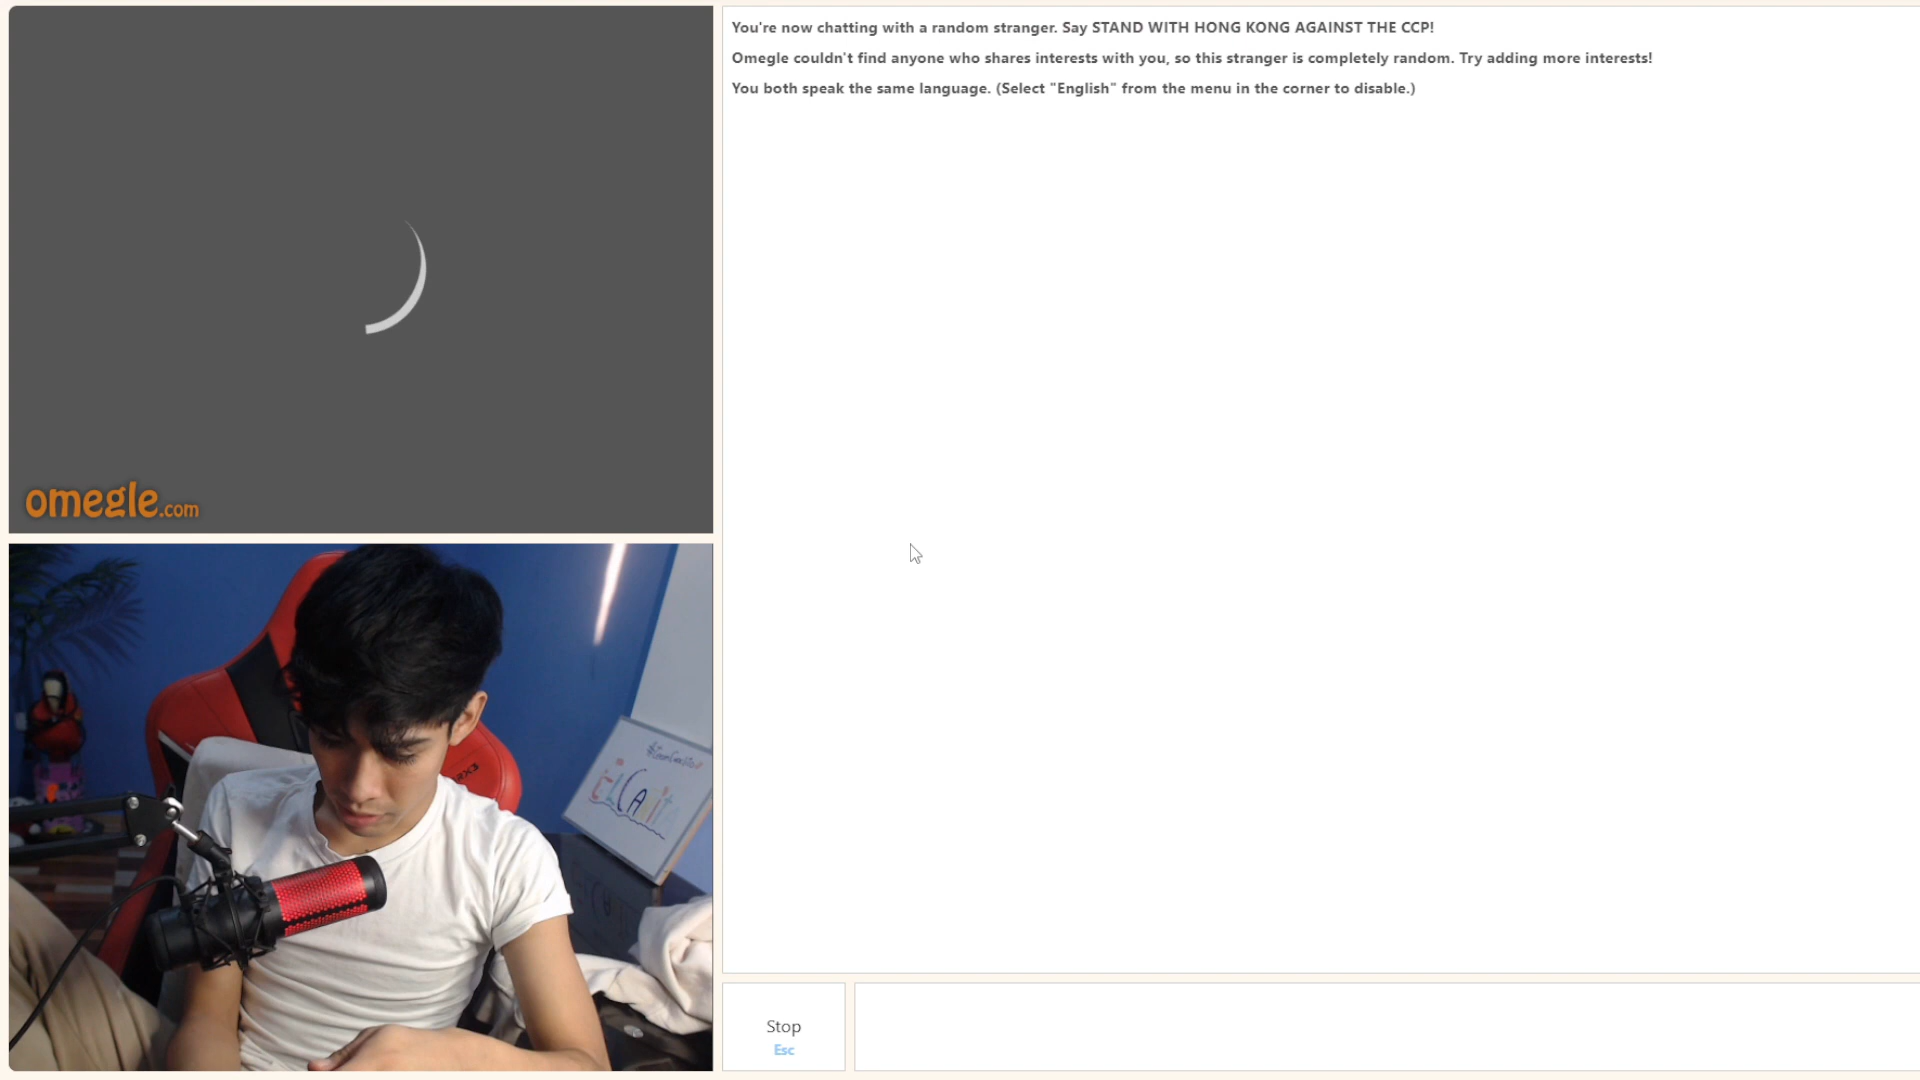 You're now chatting with a random stranger. Say STAND WITH HONG KONG AGAINST THE CCP!
Omegle couldn't find anyone who shares interests with you, so this stranger is completely random. Try adding more interests!
You both speak the same language. (Select "English" from the menu in the corner to disable.)
omegle.com
RX3
Stop
Esc